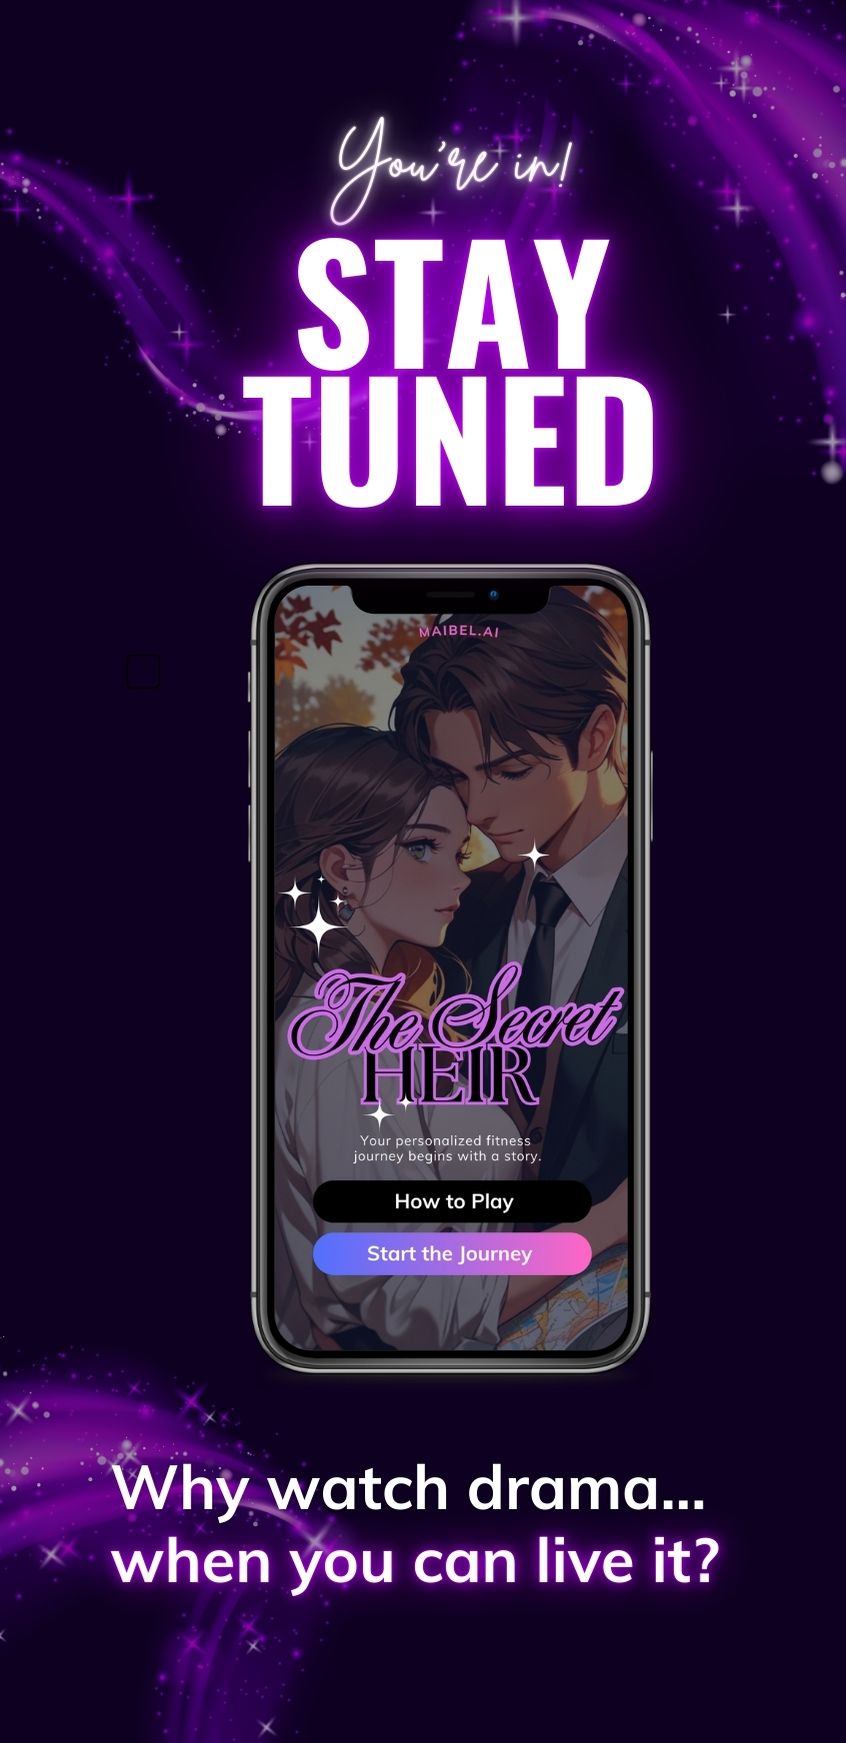 You're in!
STAY
TUNED
MAIBEL.AI
The Secret
HEIR
Your personalized fitness
journey begins with a story.
How to Play
Start the Journey
Why watch drama...
when you can live it?